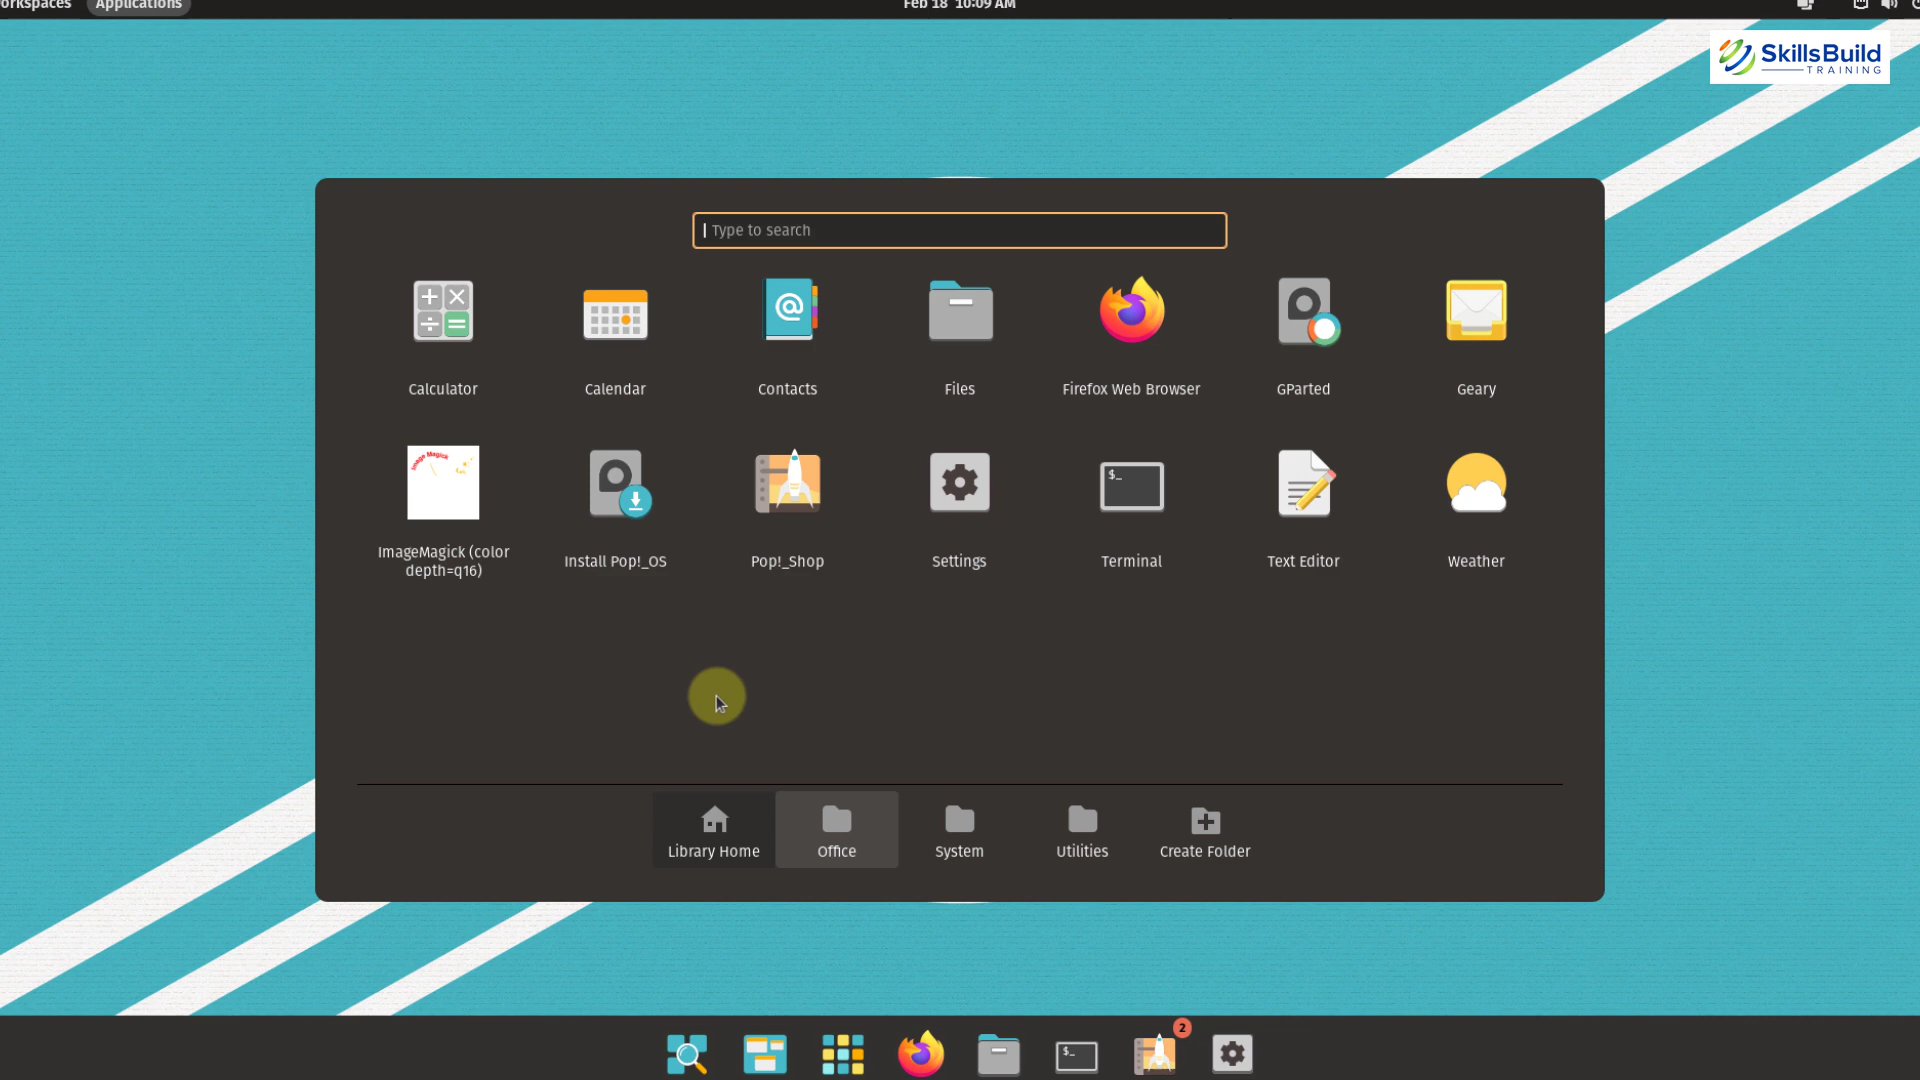 orkspaces
Applications
Feb 18 10:09 AM
SkillsBuild
TRAINING
Type to search
Calculator
Calendar
Contacts
Files
Firefox Web Browser
GParted
Geary
Image Magick
ImageMagick (color
depth=q16)
Install Pop!_OS
Pop!_Shop
Settings
$_
Terminal
Text Editor
Weather
Library Home
Office
System
Utilities
Create Folder
$_
2